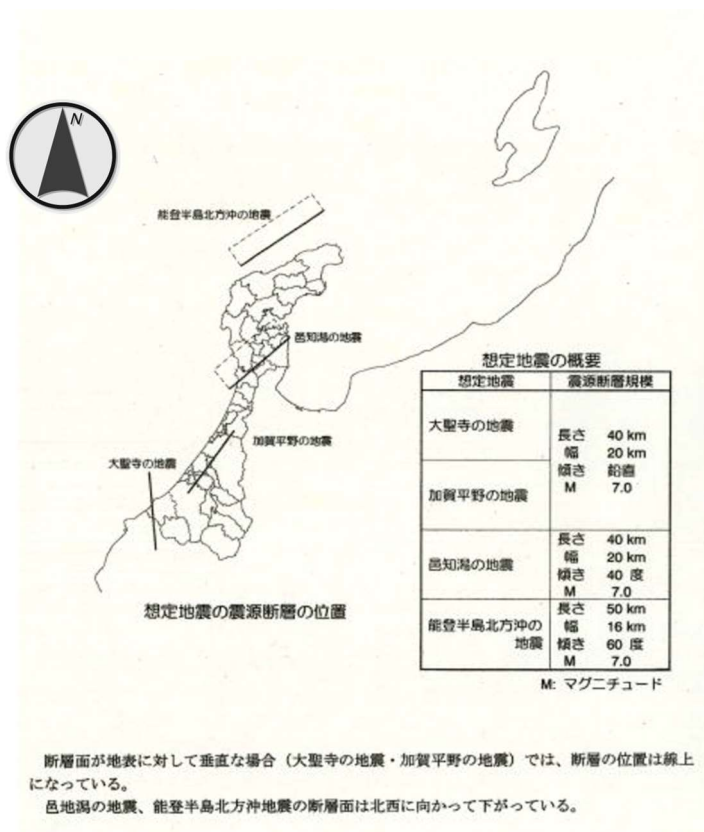 N
能登半島北方沖の地震
邑知潟の地震
加賀平野の地震
大聖寺の地震
想定地震の震源断層の位置
想定地震の概要
想定地震 震源断層規模
大聖寺の地震
加賀平野の地震
長さ 40 km
幅 20 km
傾き 鉛直
M 7.0
邑知潟の地震
長さ 40 km
幅 20 km
傾き 40 度
M 7.0
能登半島北方沖の
地震
長さ 50 km
幅 16 km
傾き 60 度
M 7.0
M: マグニチュード
断層面が地表に対して垂直な場合（大聖寺の地震・加賀平野の地震）では、断層の位置は線上
になっている。
邑地潟の地震、能登半島北方沖地震の断層面は北西に向かって下がっている。